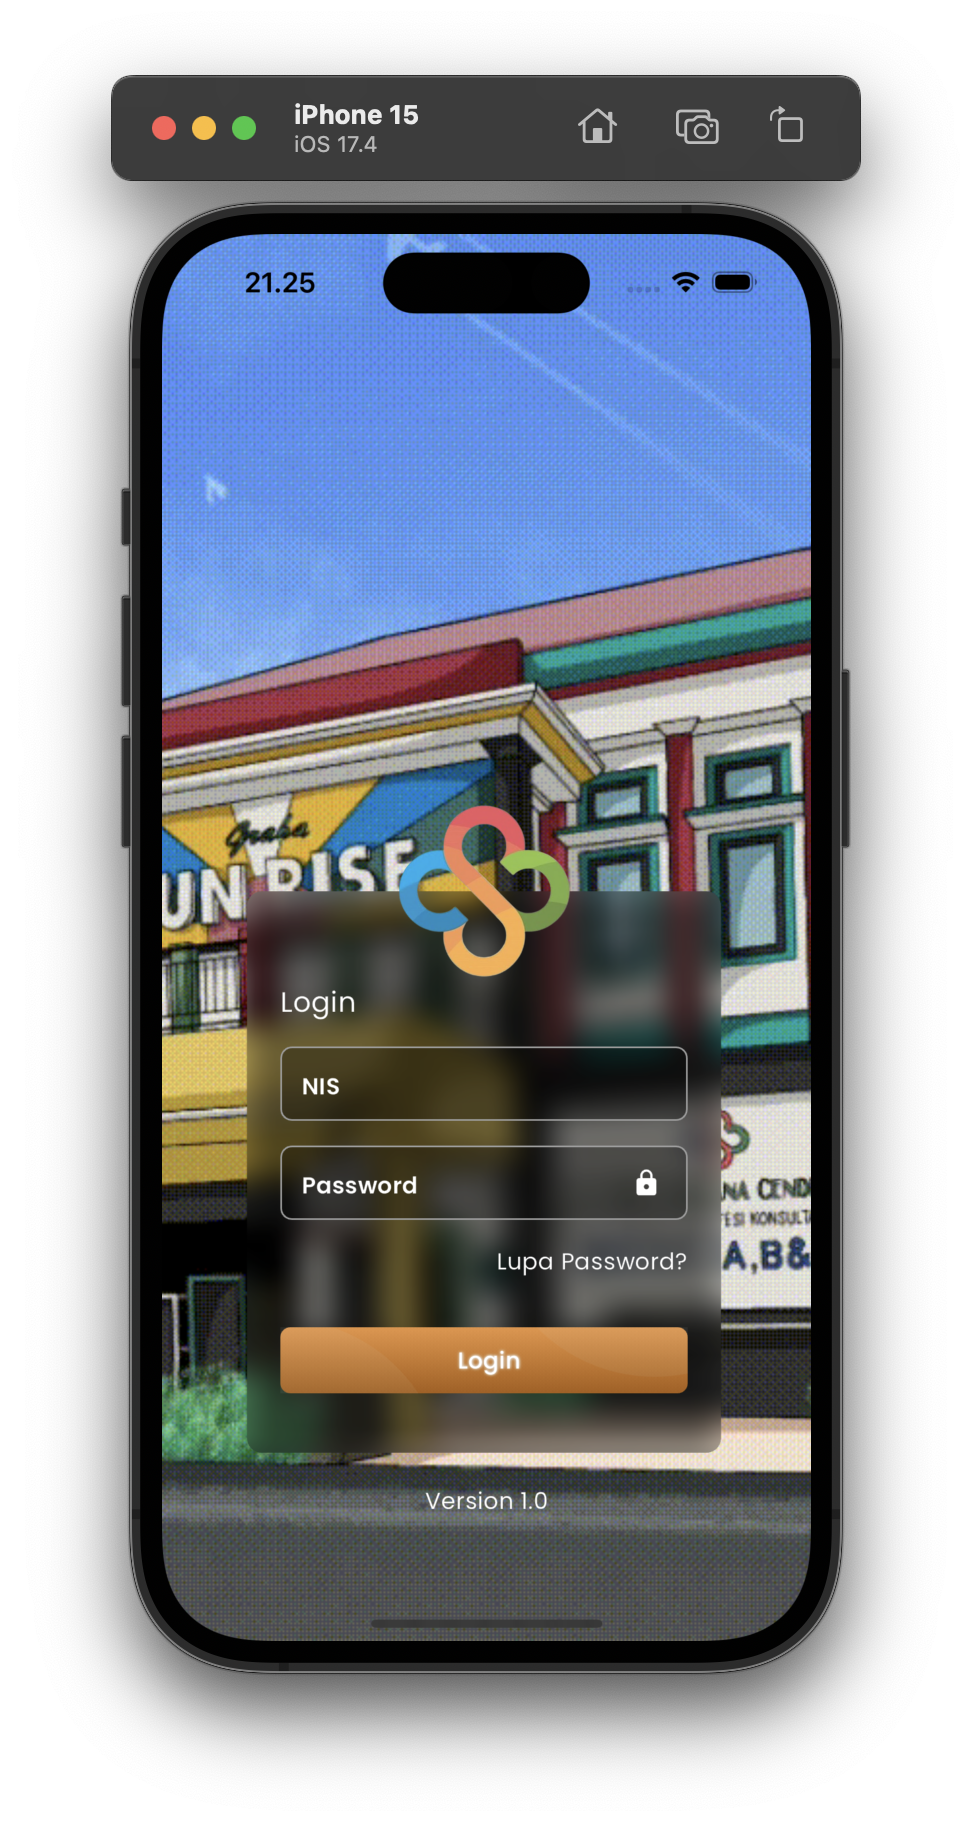 iPhone 15
iOS 17.4
21.25
Graha
UN RISE
Login
NIS
Password
NA CEND
ESI KONSULT
A,B&
Lupa Password?
Login
Version 1.0